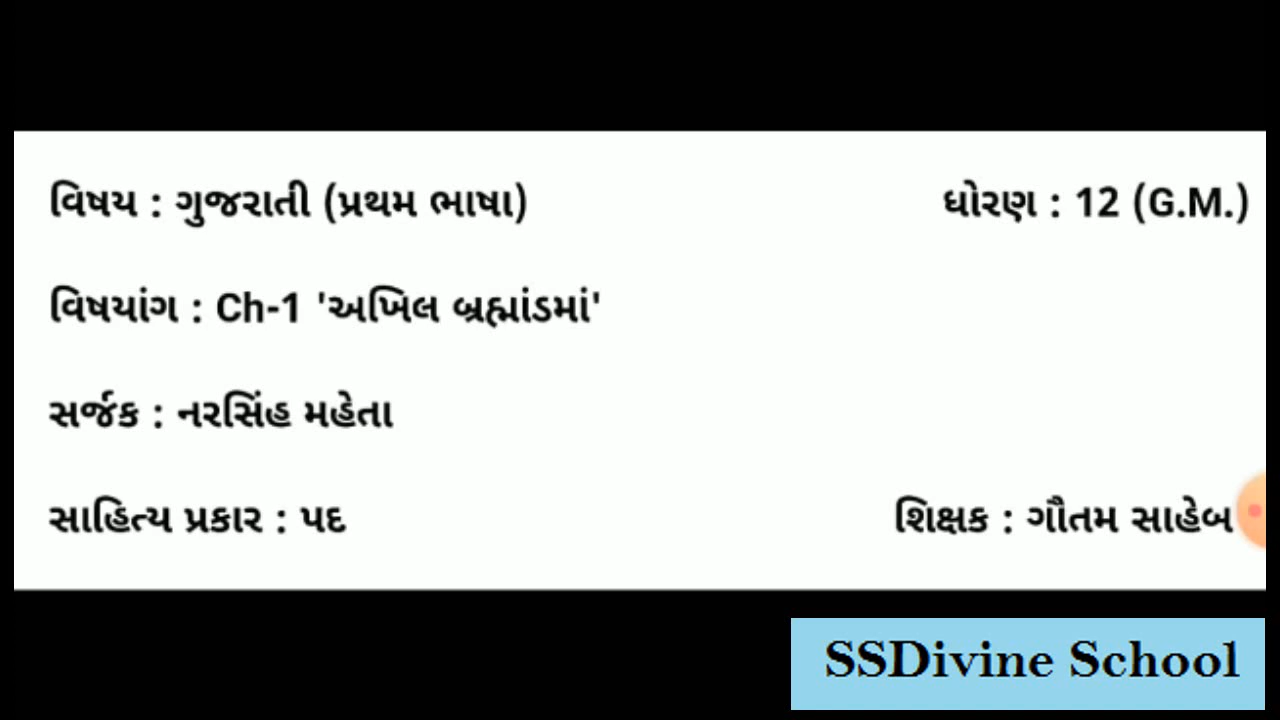 વિષય : ગુજરાતી (પ્રથમ ભાષા) ધોરણ : 12 (G.M.)
વિષયાંગ : Ch-1 'અખિલ બ્રહ્માંડમાં'
સર્જક : નરસિંહ મહેતા
સાહિત્ય પ્રકાર : પદ શિક્ષક : ગૌતમ સાહેબ
SSDivine School